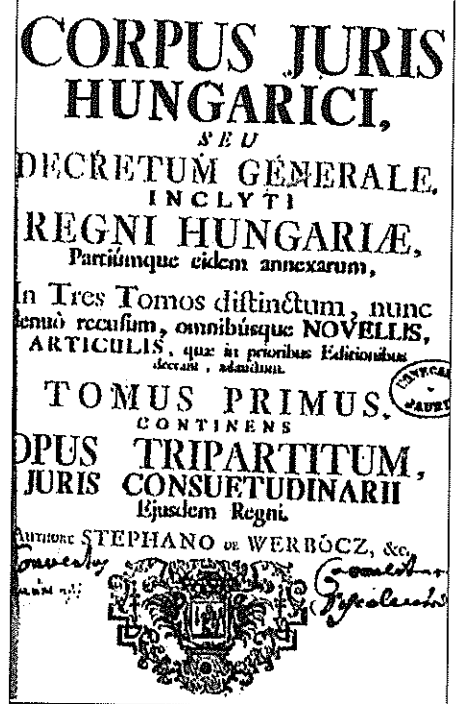 CORPUS JURIS
HUNGARICI,
SEU
DECRETUM GENERALE.
INCLYTI
REGNI HUNGARIÆ,
Partiúmque eidem annexarum,
In Tres Tomos diſtinctum, nunc
denuò recuſum, omnibúsque NOVELLIS,
ARTICULIS, quæ in prioribus Editionibus
deerant, adauctum.
TOMUS PRIMUS.
CONTINENS
OPUS TRIPARTITUM,
JURIS CONSUETUDINARII
Ejusdem Regni.
Authore STEPHANO DE WERBÖCZ, &c.
Conventus